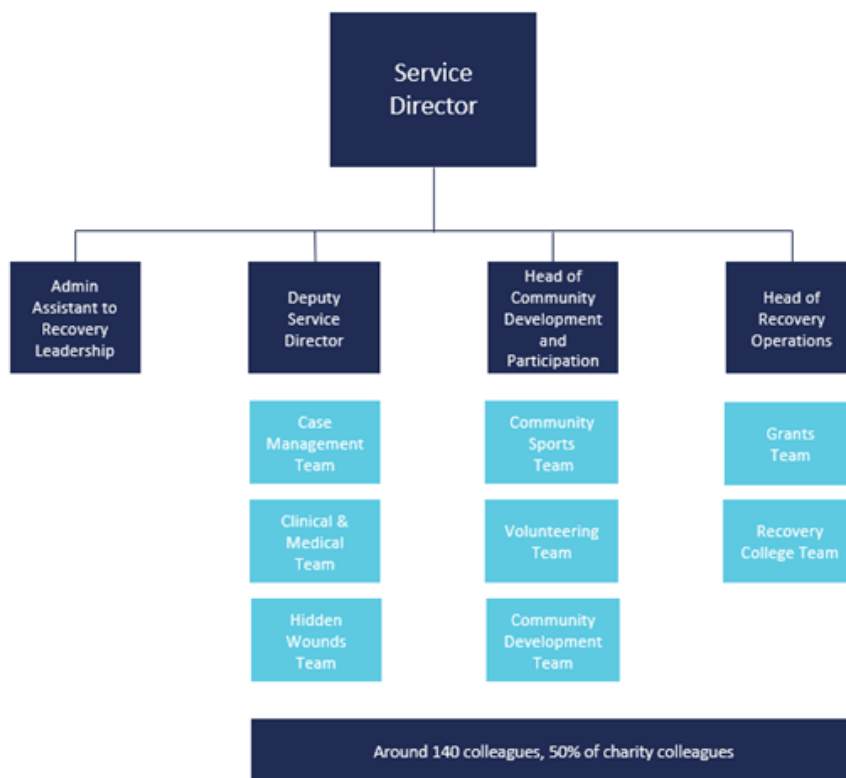 Service
Director
Admin
Assistant to
Recovery
Leadership
Deputy
Service
Director
Head of
Community
Development
and
Participation
Head of
Recovery
Operations
Case
Management
Team
Community
Sports
Team
Grants
Team
Clinical &
Medical
Team
Volunteering
Team
Recovery
College Team
Hidden
Wounds
Team
Community
Development
Team
Around 140 colleagues, 50% of charity colleagues